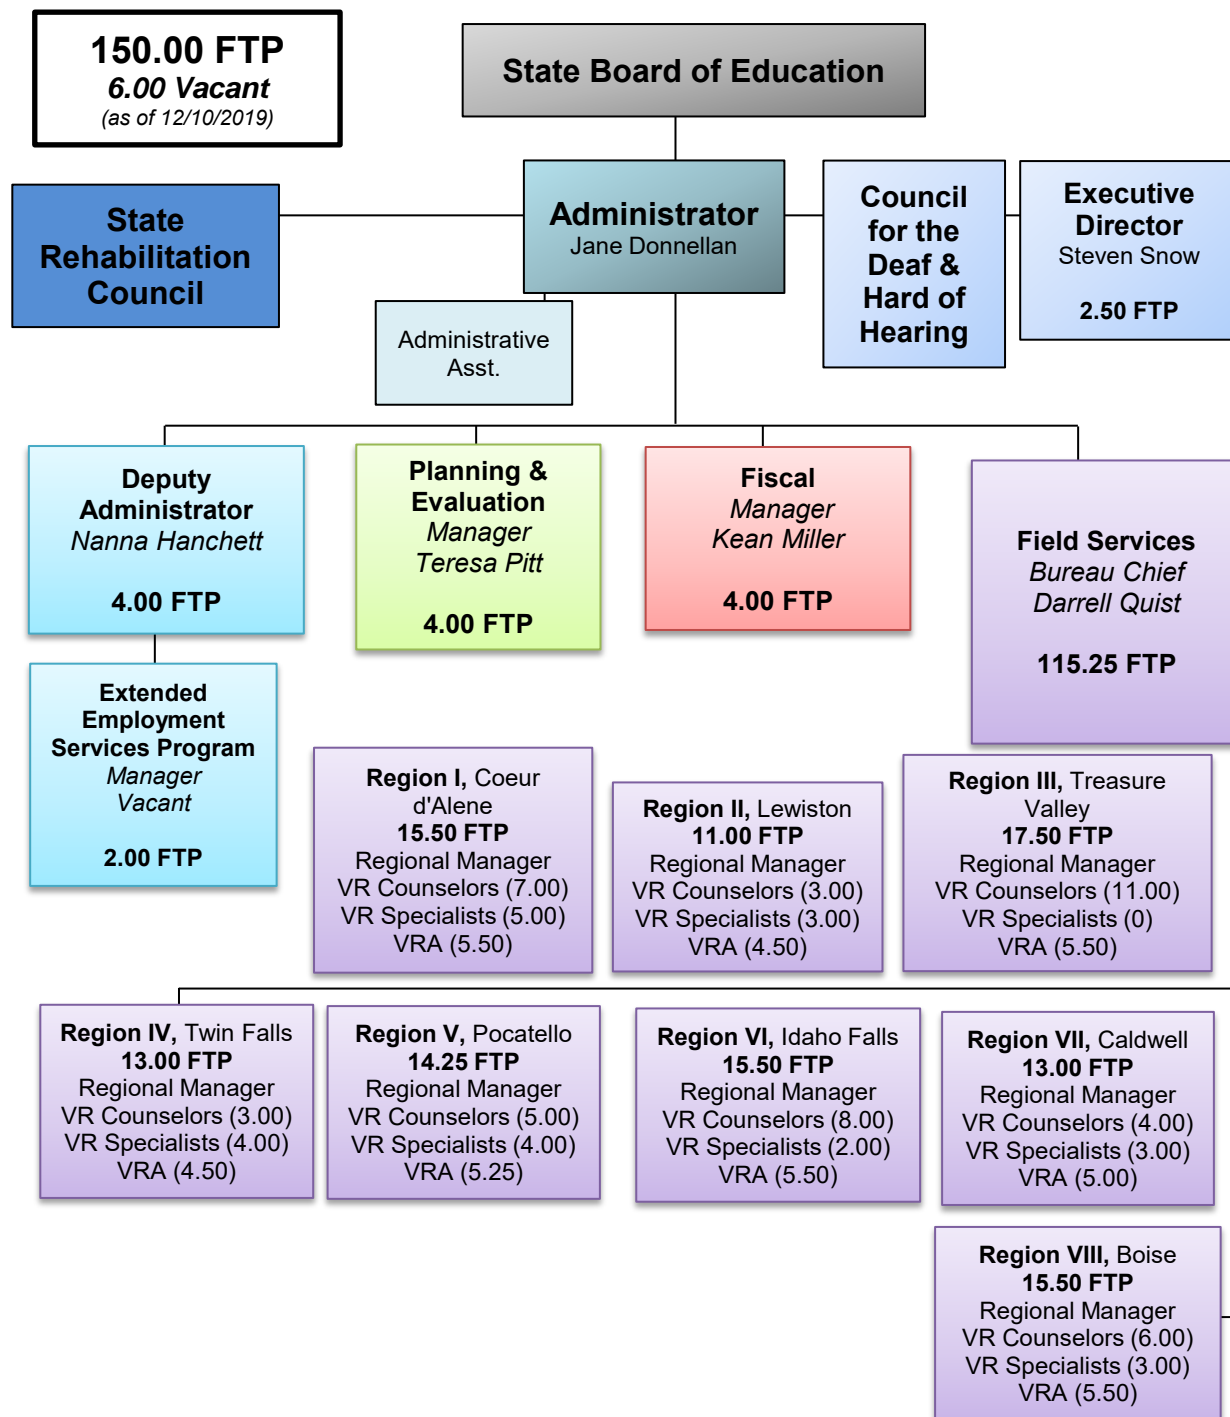 150.00 FTP
6.00 Vacant
(as of 12/10/2019)
State Board of Education
State
Rehabilitation
Council
Administrator
Jane Donnellan
Council
for the
Deaf &
Hard of
Hearing
Executive
Director
Steven Snow
2.50 FTP
Administrative
Asst.
Deputy
Administrator
Nanna Hanchett
4.00 FTP
Planning &
Evaluation
Manager
Teresa Pitt
4.00 FTP
Fiscal
Manager
Kean Miller
4.00 FTP
Field Services
Bureau Chief
Darrell Quist
115.25 FTP
Extended
Employment
Services Program
Manager
Vacant
2.00 FTP
Region I, Coeur
d'Alene
15.50 FTP
Regional Manager
VR Counselors (7.00)
VR Specialists (5.00)
VRA (5.50)
Region II, Lewiston
11.00 FTP
Regional Manager
VR Counselors (3.00)
VR Specialists (3.00)
VRA (4.50)
Region III, Treasure
Valley
17.50 FTP
Regional Manager
VR Counselors (11.00)
VR Specialists (0)
VRA (5.50)
Region IV, Twin Falls
13.00 FTP
Regional Manager
VR Counselors (3.00)
VR Specialists (4.00)
VRA (4.50)
Region V, Pocatello
14.25 FTP
Regional Manager
VR Counselors (5.00)
VR Specialists (4.00)
VRA (5.25)
Region VI, Idaho Falls
15.50 FTP
Regional Manager
VR Counselors (8.00)
VR Specialists (2.00)
VRA (5.50)
Region VII, Caldwell
13.00 FTP
Regional Manager
VR Counselors (4.00)
VR Specialists (3.00)
VRA (5.00)
Region VIII, Boise
15.50 FTP
Regional Manager
VR Counselors (6.00)
VR Specialists (3.00)
VRA (5.50)